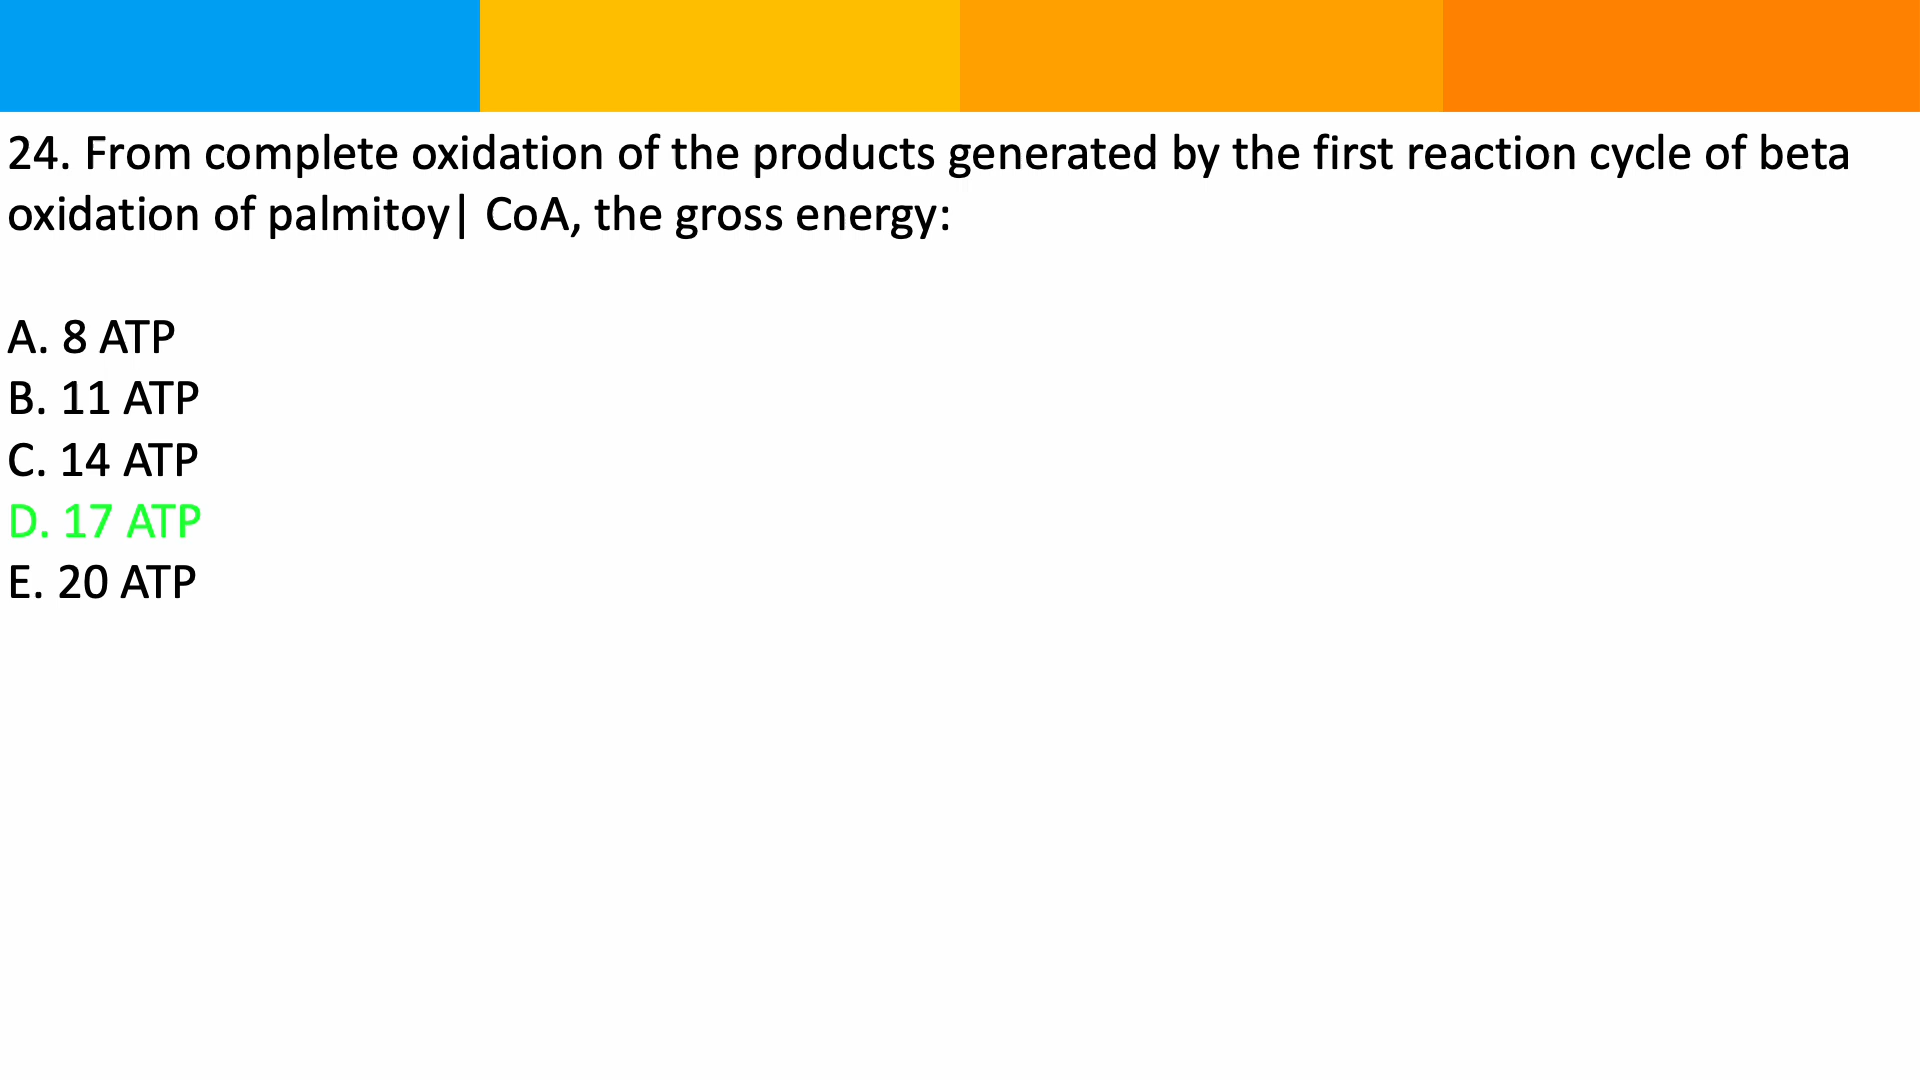 24. From complete oxidation of the products generated by the first reaction cycle of beta
oxidation of palmitoy| CoA, the gross energy:
A. 8 ATP
B. 11 ATP
C. 14 ATP
D. 17 ATP
E. 20 ATP